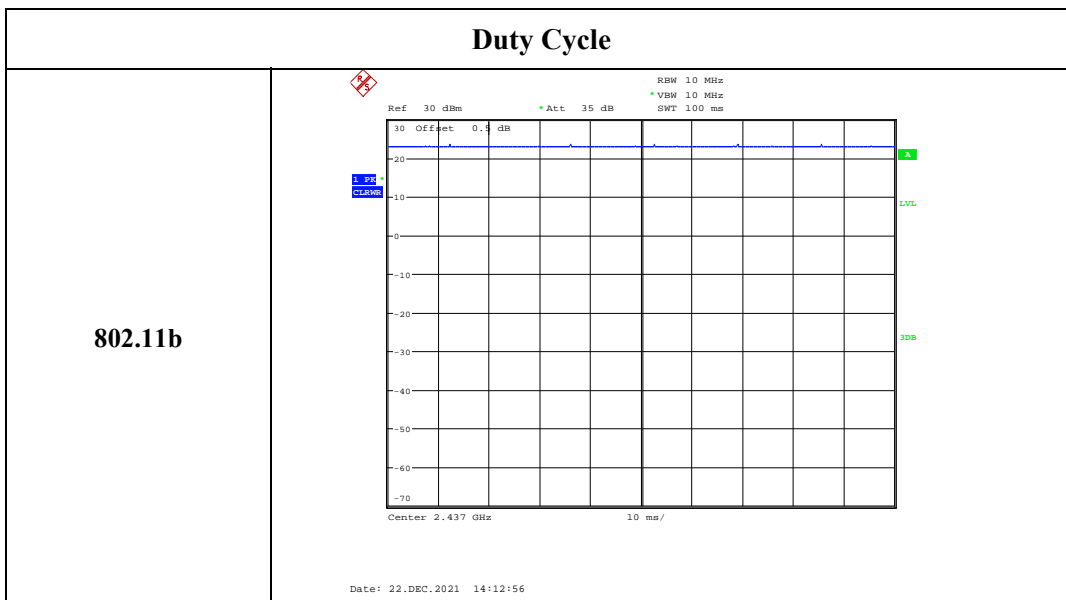 Duty Cycle
802.11b
R S
RBW 10 MHz
* VBW 10 MHz
Ref 30 dBm * Att 35 dB SWT 100 ms
30 Offset 0.5 dB
A
20
1 PK *
CLRWR
10
LVL
0
-10
-20
3DB
-30
-40
-50
-60
-70
Center 2.437 GHz 10 ms/
Date: 22.DEC.2021 14:12:56